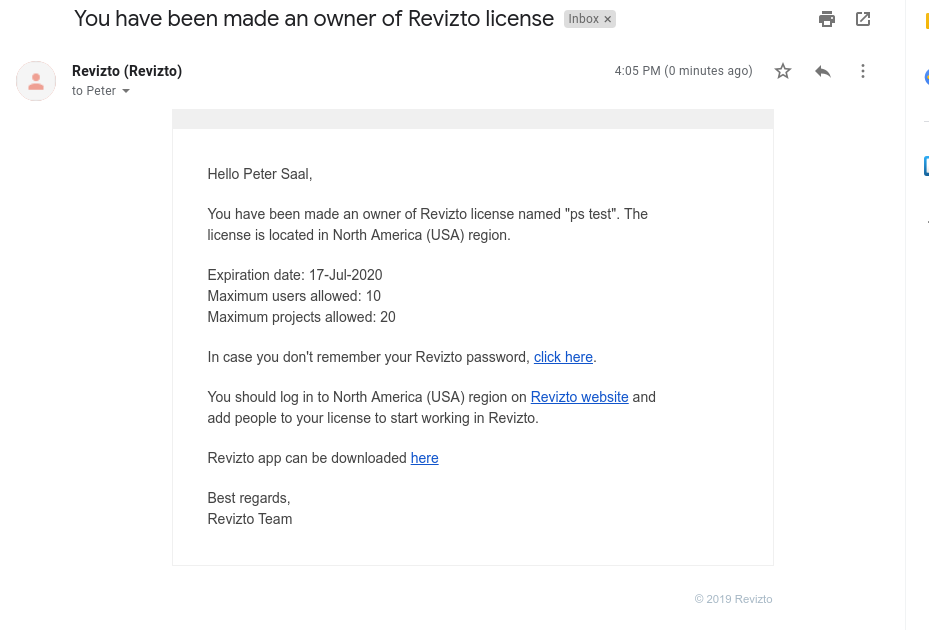 You have been made an owner of Revizto license Inbox ×
Revizto (Revizto)
4:05 PM (0 minutes ago)
to Peter
Hello Peter Saal,
You have been made an owner of Revizto license named "ps test". The
license is located in North America (USA) region.
Expiration date: 17-Jul-2020
Maximum users allowed: 10
Maximum projects allowed: 20
In case you don't remember your Revizto password, click here.
You should log in to North America (USA) region on Revizto website and
add people to your license to start working in Revizto.
Revizto app can be downloaded here
Best regards,
Revizto Team
© 2019 Revizto